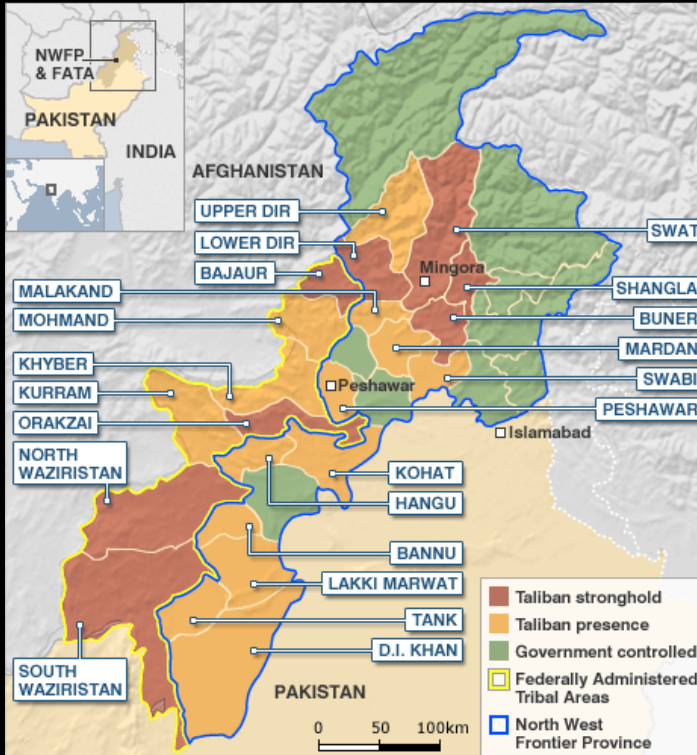 NWFP
& FATA
PAKISTAN
INDIA
AFGHANISTAN
UPPER DIR
LOWER DIR
SWAT
BAJAUR
Mingora
MALAKAND
SHANGLA
MOHMAND
BUNER
MARDAN
KHYBER
SWABI
KURRAM
Peshawar
PESHAWAR
ORAKZAI
Islamabad
NORTH
WAZIRISTAN
KOHAT
HANGU
BANNU
LAKKI MARWAT
TANK
D.I. KHAN
SOUTH
WAZIRISTAN
PAKISTAN
0 50 100km
Taliban stronghold
Taliban presence
Government controlled
Federally Administered
Tribal Areas
North West
Frontier Province